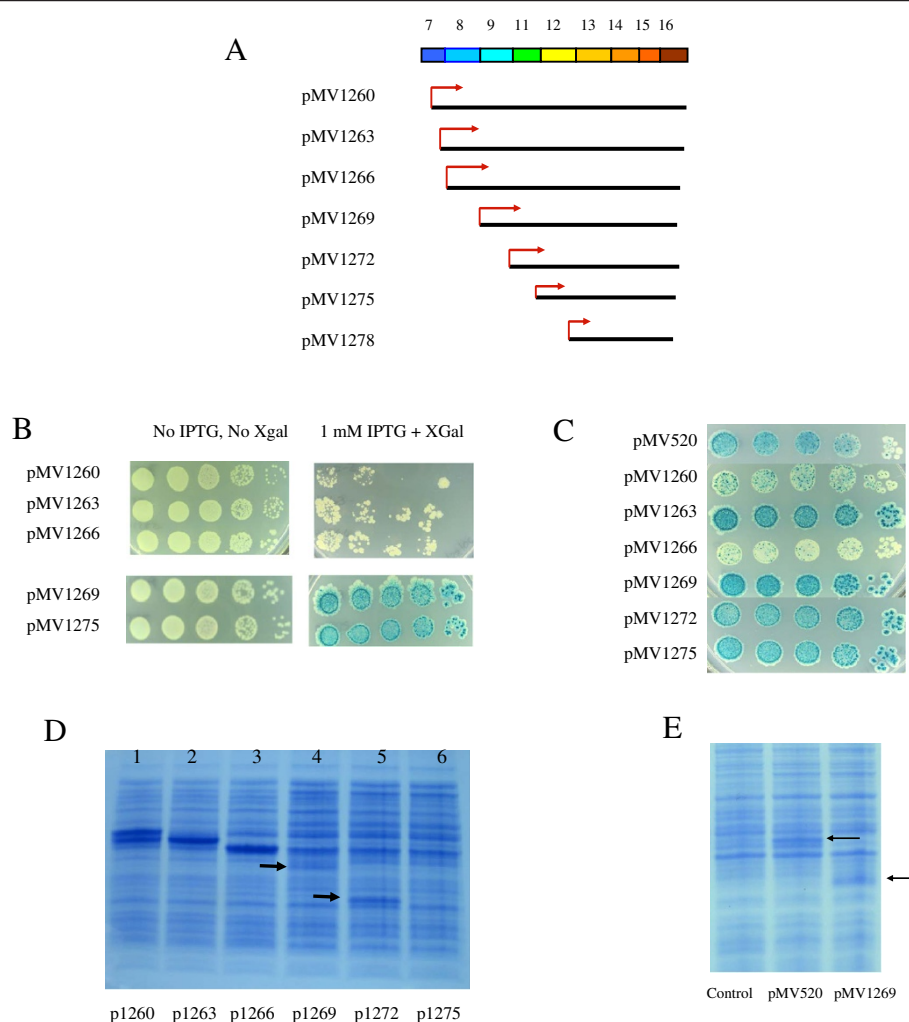 A
7 8 9 11 12 13 14 15 16
pMV1260
pMV1263
pMV1266
pMV1269
pMV1272
pMV1275
pMV1278
B
No IPTG, No Xgal
1 mM IPTG + XGal
pMV1260
pMV1263
pMV1266
pMV1269
pMV1275
C
pMV520
pMV1260
pMV1263
pMV1266
pMV1269
pMV1272
pMV1275
D
1 2 3 4 5 6
p1260 p1263 p1266 p1269 p1272 p1275
E
Control pMV520 pMV1269